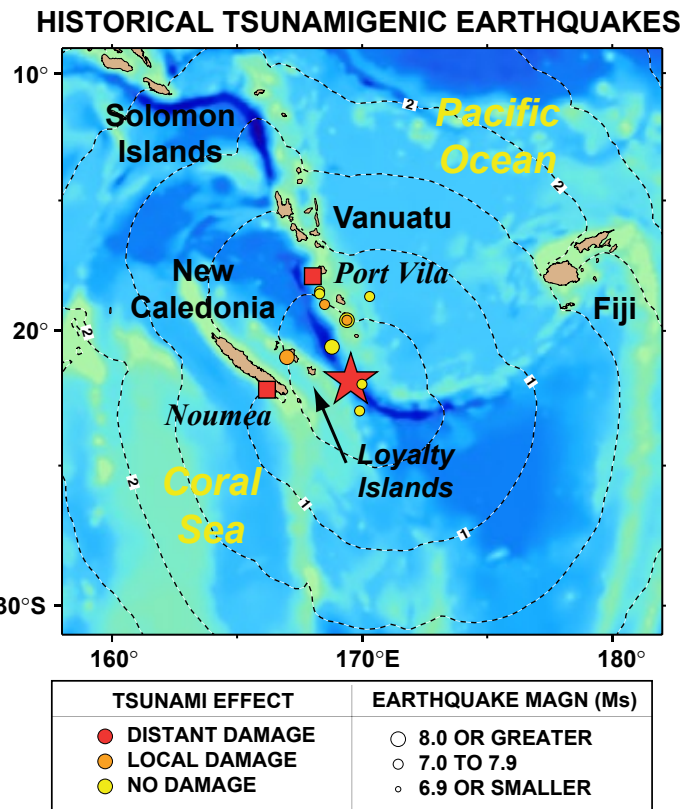 HISTORICAL TSUNAMIGENIC EARTHQUAKES
10°
Solomon
Islands
2
Pacific
Ocean
2
Vanuatu
New
Caledonia
Port Vila
Fiji
20°
2
1
Noumea
Loyalty
Islands
Coral
Sea
2
1
1
30°S
160°
170°E
180°
TSUNAMI EFFECT
EARTHQUAKE MAGN (Ms)
DISTANT DAMAGE
8.0 OR GREATER
LOCAL DAMAGE
7.0 TO 7.9
NO DAMAGE
6.9 OR SMALLER